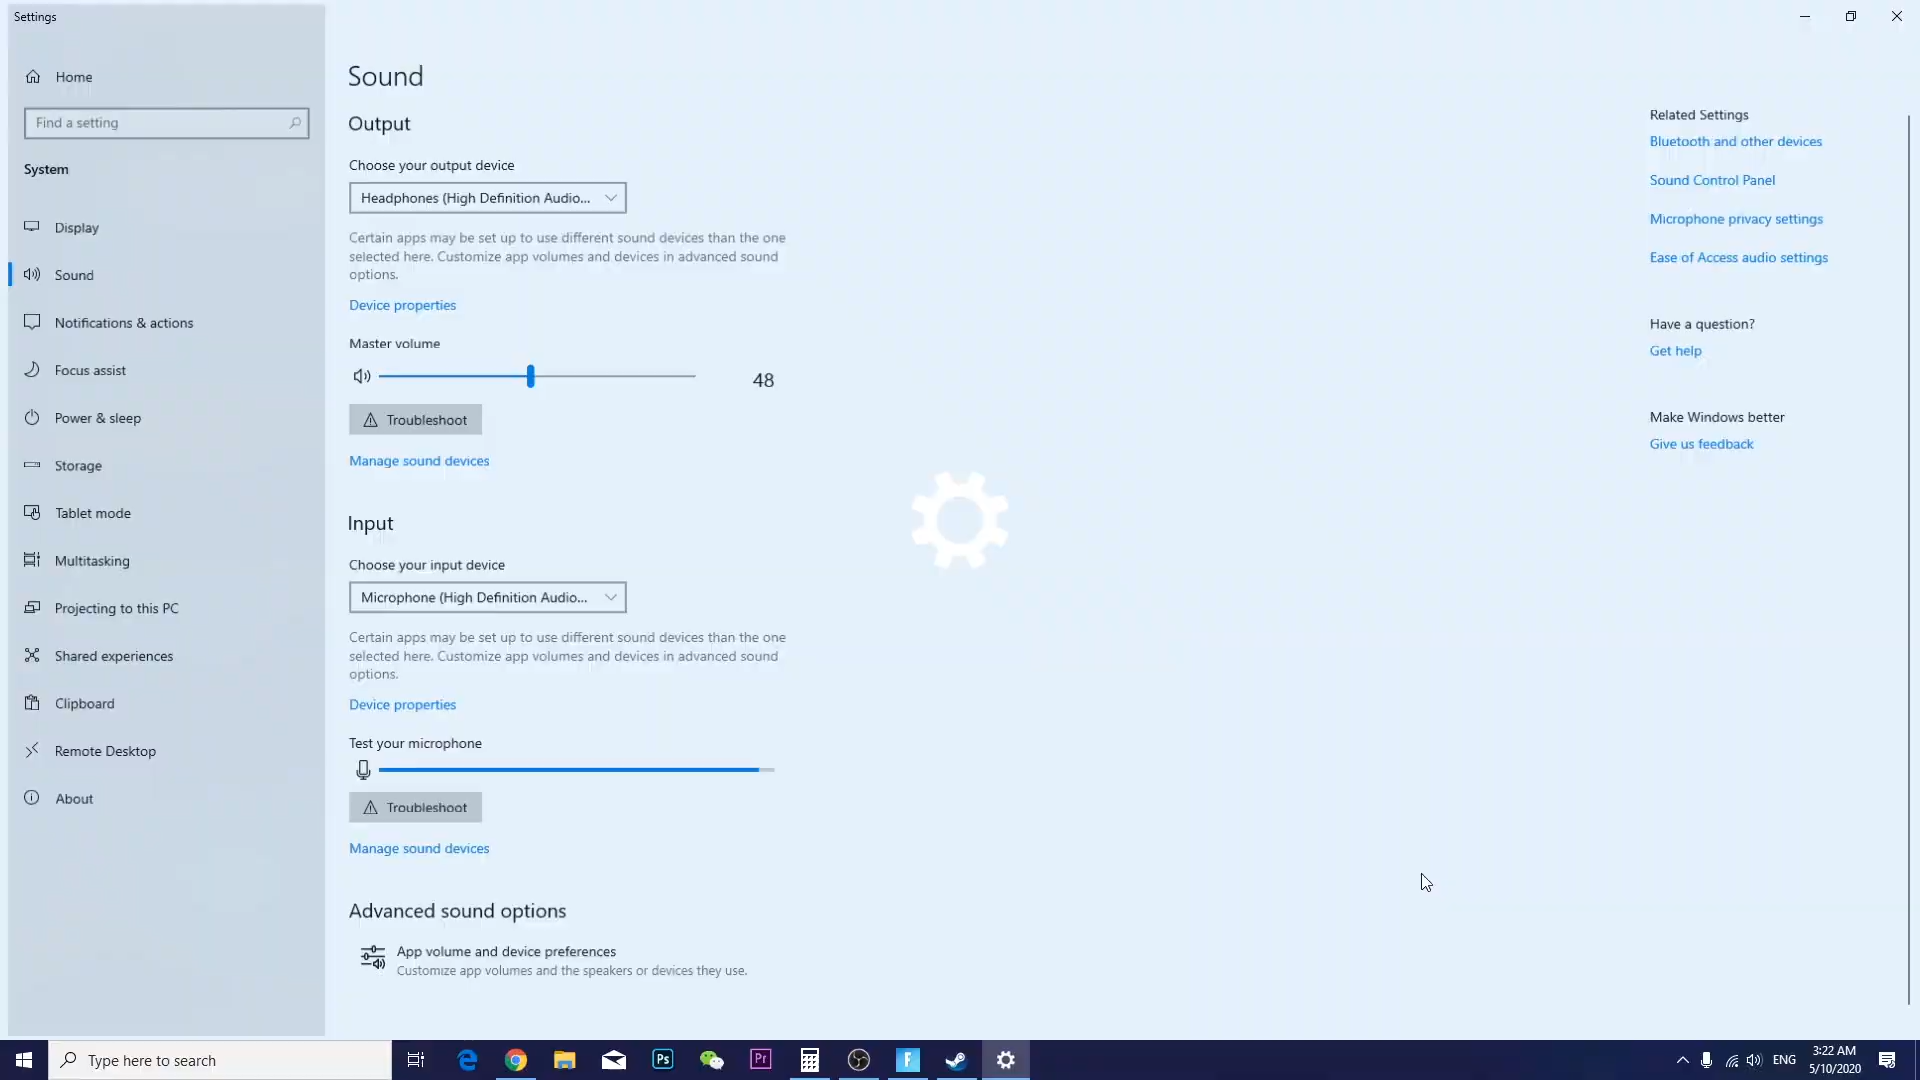 Settings
Home
Find a setting
System
Display
Sound
Notifications & actions
Focus assist
Power & sleep
Storage
Tablet mode
Multitasking
Projecting to this PC
Shared experiences
Clipboard
Remote Desktop
About
Sound
Output
Choose your output device
Headphones (High Definition Audio...
Certain apps may be set up to use different sound devices than the one
selected here. Customize app volumes and devices in advanced sound
options.
Device properties
Master volume
48
Troubleshoot
Manage sound devices
Input
Choose your input device
Microphone (High Definition Audio...
Certain apps may be set up to use different sound devices than the one
selected here. Customize app volumes and devices in advanced sound
options.
Device properties
Test your microphone
Troubleshoot
Manage sound devices
Advanced sound options
App volume and device preferences
Customize app volumes and the speakers or devices they use.
Related Settings
Bluetooth and other devices
Sound Control Panel
Microphone privacy settings
Ease of Access audio settings
Have a question?
Get help
Make Windows better
Give us feedback
Type here to search
Ps
Pr
F
ENG
3:22 AM
5/10/2020